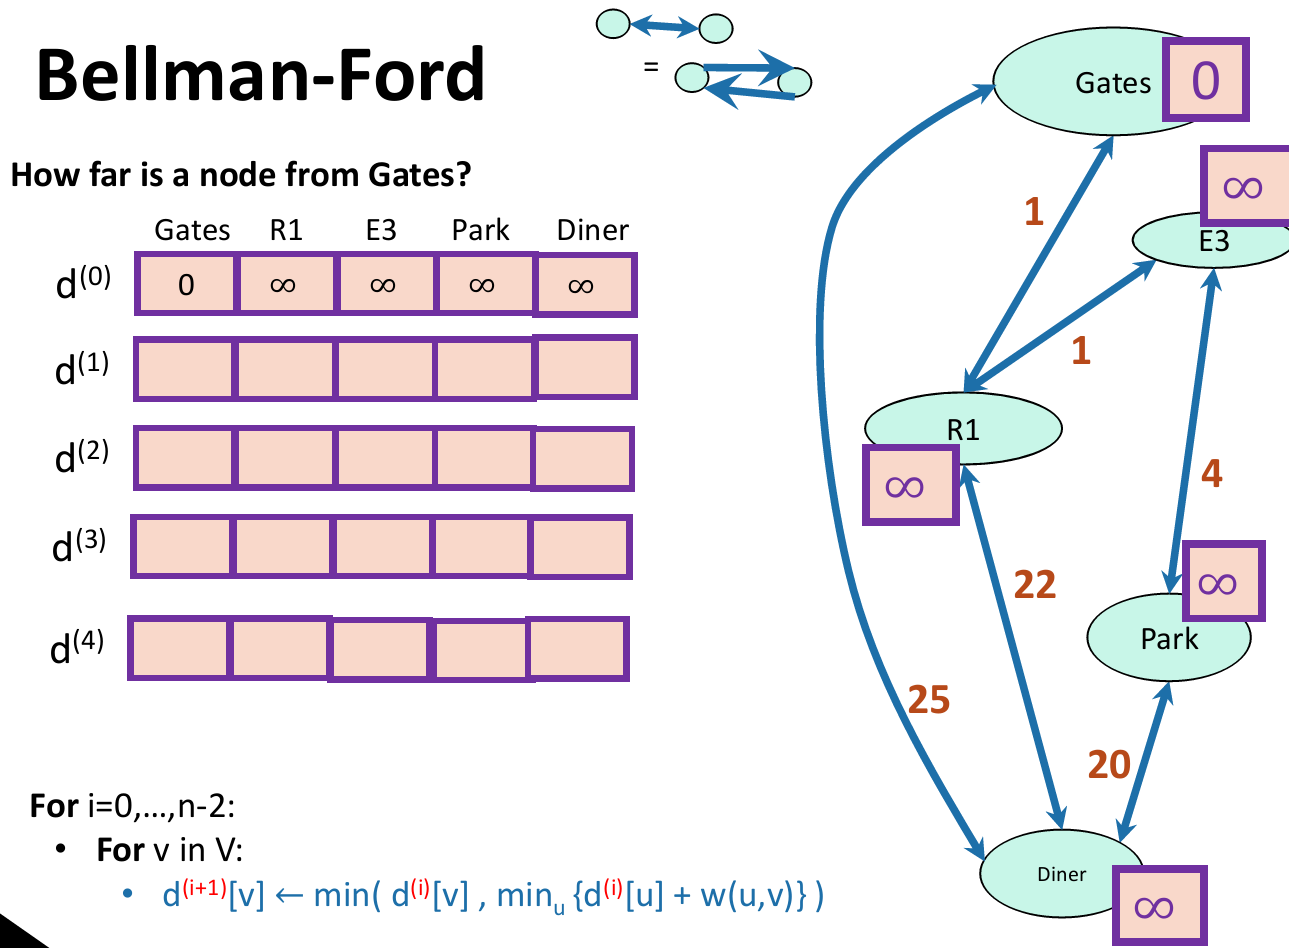 Bellman-Ford
=
How far is a node from Gates?
Gates R1 E3 Park Diner
d(0) 0 ∞ ∞ ∞ ∞
d(1)
d(2)
d(3)
d(4)
For i=0,...,n-2:
• For v in V:
• d(i+1)[v] ← min( d(i)[v] , minu {d(i)[u] + w(u,v)} )
Gates 0
∞
E3
1
1
R1
∞
4
22
∞
Park
25
20
Diner
∞